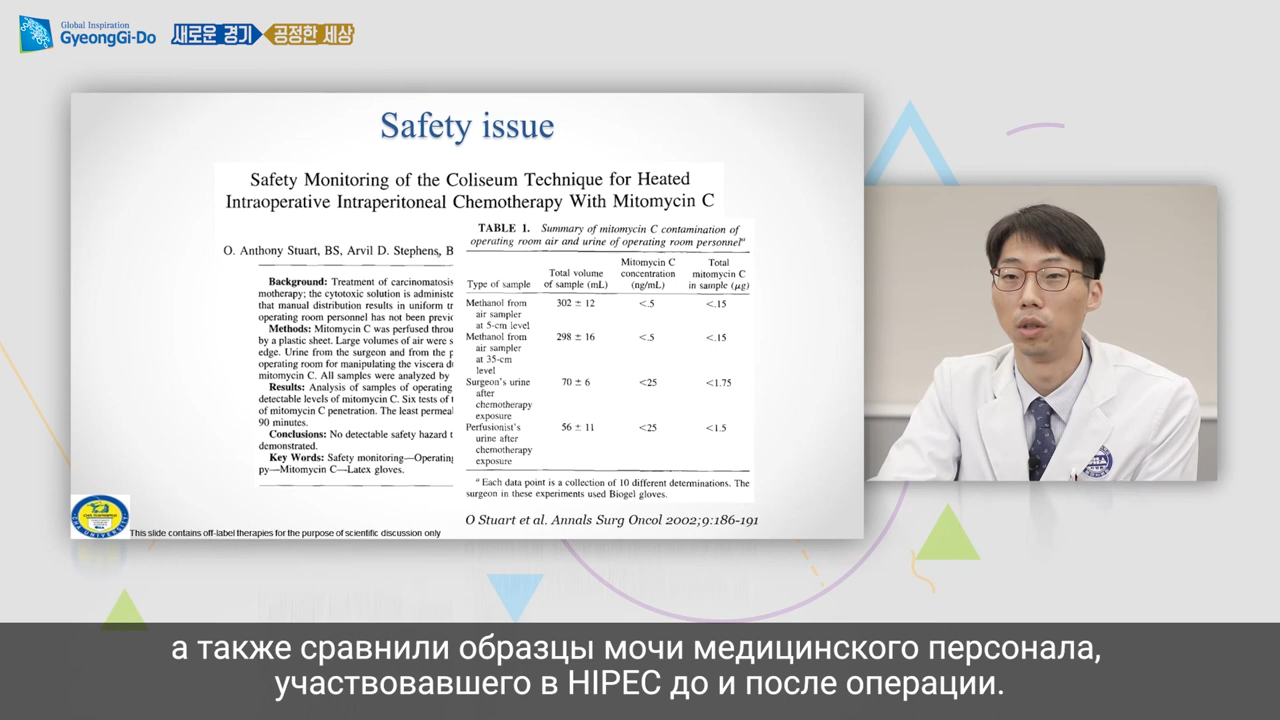 Global Inspiration
GyeongGi-Do
새로운 경기
공정한 세상
Safety issue
Safety Monitoring of the Coliseum Technique for Heated
Intraoperative Intraperitoneal Chemotherapy With Mitomycin C
O. Anthony Stuart, BS, Arvil D. Stephens, B
Background: Treatment of carcinomatosis
motherapy; the cytotoxic solution is administe
that manual distribution results in uniform tr
operating room personnel has not been previc
Methods: Mitomycin C was perfused throu
by a plastic sheet. Large volumes of air were s
edge. Urine from the surgeon and from the p
operating room for manipulating the viscera d
mitomycin C. All samples were analyzed by
Results: Analysis of samples of operating
detectable levels of mitomycin C. Six tests of t
of mitomycin C penetration. The least permeal
90 minutes.
Conclusions: No detectable safety hazard t
demonstrated.
Key Words: Safety monitoring—Operating
py—Mitomycin C—Latex gloves.
TABLE 1. Summary of mitomycin C contamination of
operating room air and urine of operating room personnelª
Type of sample Total volume of sample (mL) Mitomycin C concentration (ng/mL) Total mitomycin C in sample (μg)
Methanol from air sampler at 5-cm level 302 ± 12 <.5 <.15
Methanol from air sampler at 35-cm level 298 ± 16 <.5 <.15
Surgeon's urine after chemotherapy exposure 70 ± 6 <25 <1.75
Perfusionist's urine after chemotherapy exposure 56 ± 11 <25 <1.5
ª Each data point is a collection of 10 different determinations. The
surgeon in these experiments used Biogel gloves.
O Stuart et al. Annals Surg Oncol 2002;9:186-191
This slide contains off-label therapies for the purpose of scientific discussion only
а также сравнили образцы мочи медицинского персонала,
участвовавшего в HIPEC до и после операции.